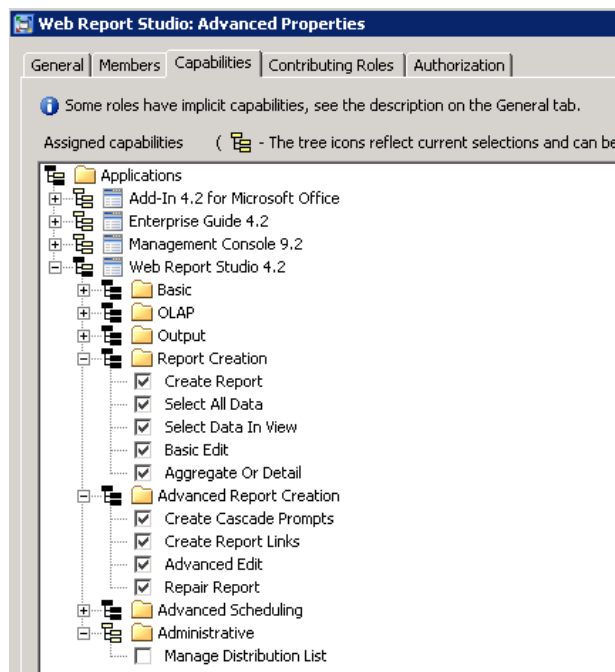 Web Report Studio: Advanced Properties
General Members Capabilities Contributing Roles Authorization
Some roles have implicit capabilities, see the description on the General tab.
Assigned capabilities ( - The tree icons reflect current selections and can be
Applications
Add-In 4.2 for Microsoft Office
Enterprise Guide 4.2
Management Console 9.2
Web Report Studio 4.2
Basic
OLAP
Output
Report Creation
Create Report
Select All Data
Select Data In View
Basic Edit
Aggregate Or Detail
Advanced Report Creation
Create Cascade Prompts
Create Report Links
Advanced Edit
Repair Report
Advanced Scheduling
Administrative
Manage Distribution List